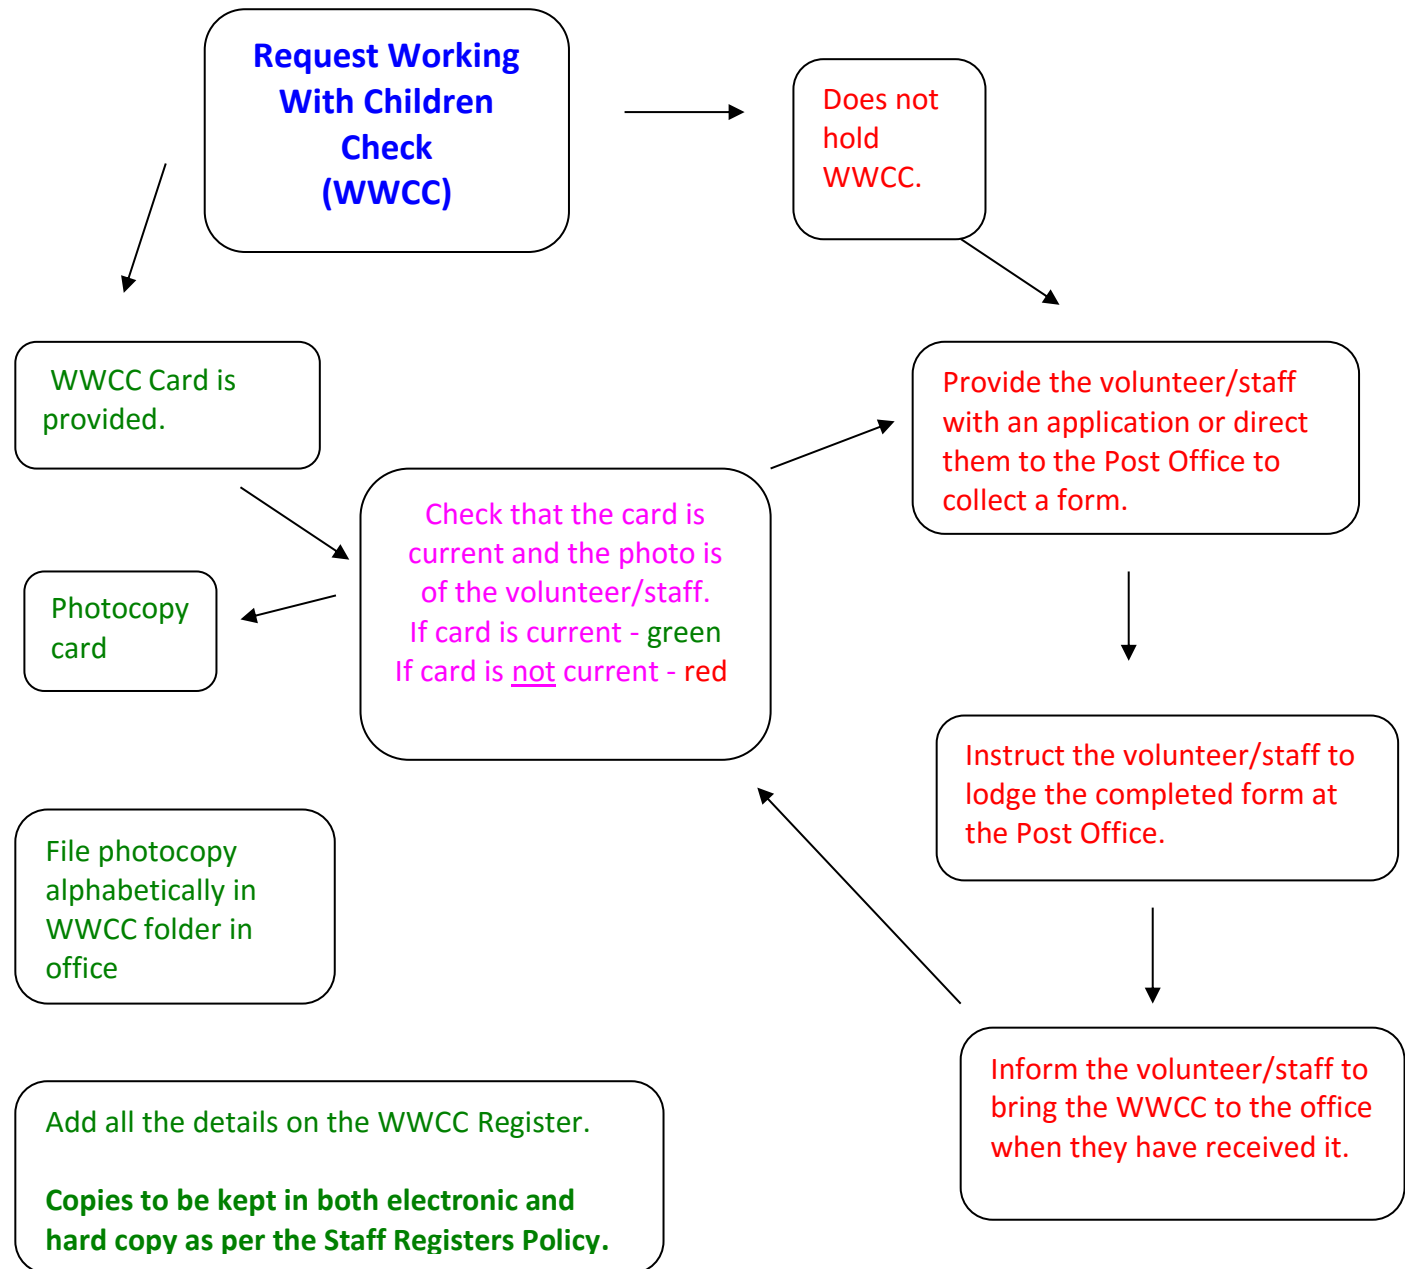 Request Working
With Children
Check
(WWCC)
Does not
hold
WWCC.
WWCC Card is
provided.
Provide the volunteer/staff
with an application or direct
them to the Post Office to
collect a form.
Check that the card is
current and the photo is
of the volunteer/staff.
If card is current - green
If card is not current - red
Photocopy
card
Instruct the volunteer/staff to
lodge the completed form at
the Post Office.
File photocopy
alphabetically in
WWCC folder in
office
Inform the volunteer/staff to
bring the WWCC to the office
when they have received it.
Add all the details on the WWCC Register.
Copies to be kept in both electronic and
hard copy as per the Staff Registers Policy.